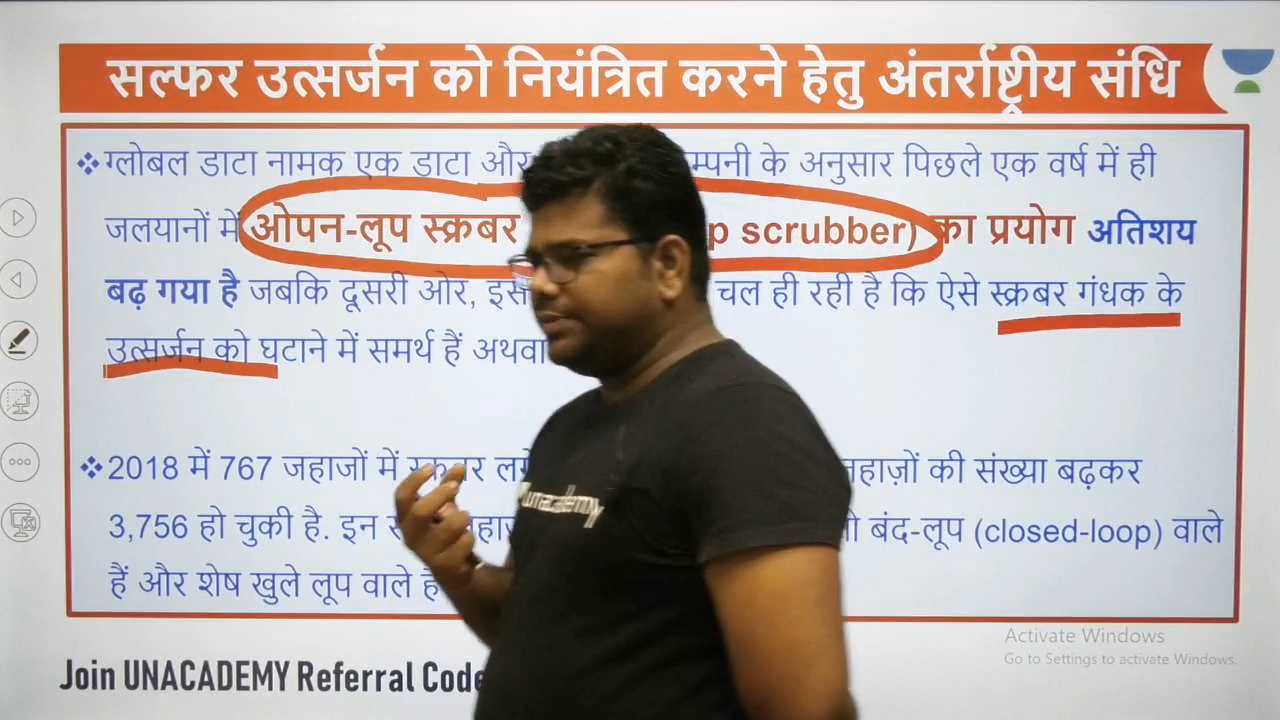 सल्फर उत्सर्जन को नियंत्रित करने हेतु अंतर्राष्ट्रीय संधि
ग्लोबल डाटा नामक एक डाटा और के अनुसार पिछले एक वर्ष में ही
जलयानों में ओपन-लूप स्क्रबर scrubber) का प्रयोग अतिशय
बढ़ गया है जबकि दूसरी ओर, चल ही रही है कि ऐसे स्क्रबर गंधक के
उत्सर्जन को घटाने में समर्थ हैं अथवा
2018 में 767 जहाजों में की संख्या बढ़कर
3,756 हो चुकी है. इन बंद-लूप (closed-loop) वाले
हैं और शेष खुले लूप वाले
unacademy
Activate Windows
Go to Settings to activate Windows.
Join UNACADEMY Referral Code